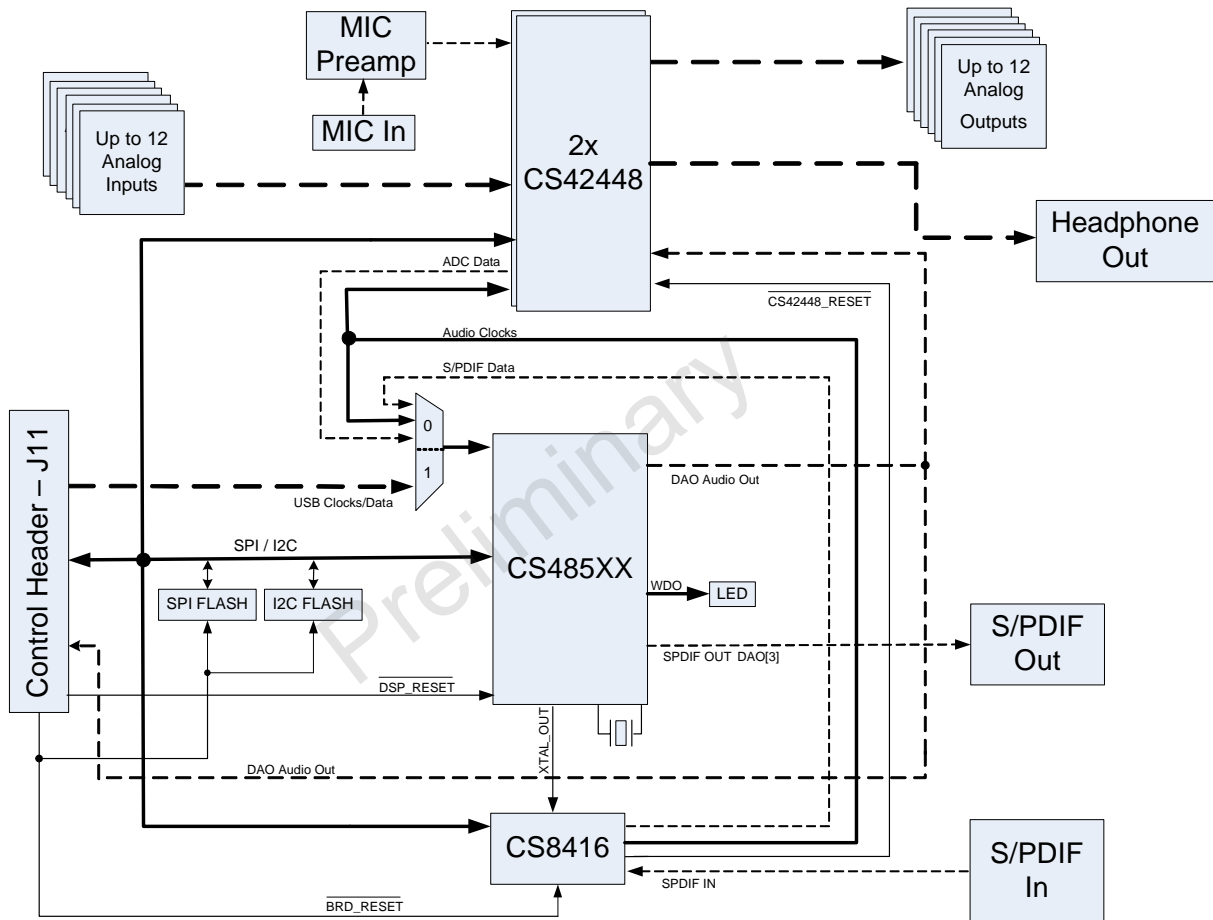 MIC
Preamp
MIC In
Up to 12
Analog
Inputs
2x
CS42448
Up to 12
Analog
Outputs
Headphone
Out
ADC Data
CS42448_RESET
Audio Clocks
S/PDIF Data
0
1
USB Clocks/Data
Control Header – J11
SPI / I2C
SPI FLASH
I2C FLASH
CS485XX
DAO Audio Out
WDO
LED
SPDIF OUT DAO[3]
S/PDIF
Out
DSP_RESET
XTAL_OUT
DAO Audio Out
CS8416
SPDIF IN
S/PDIF
In
BRD_RESET
Preliminary